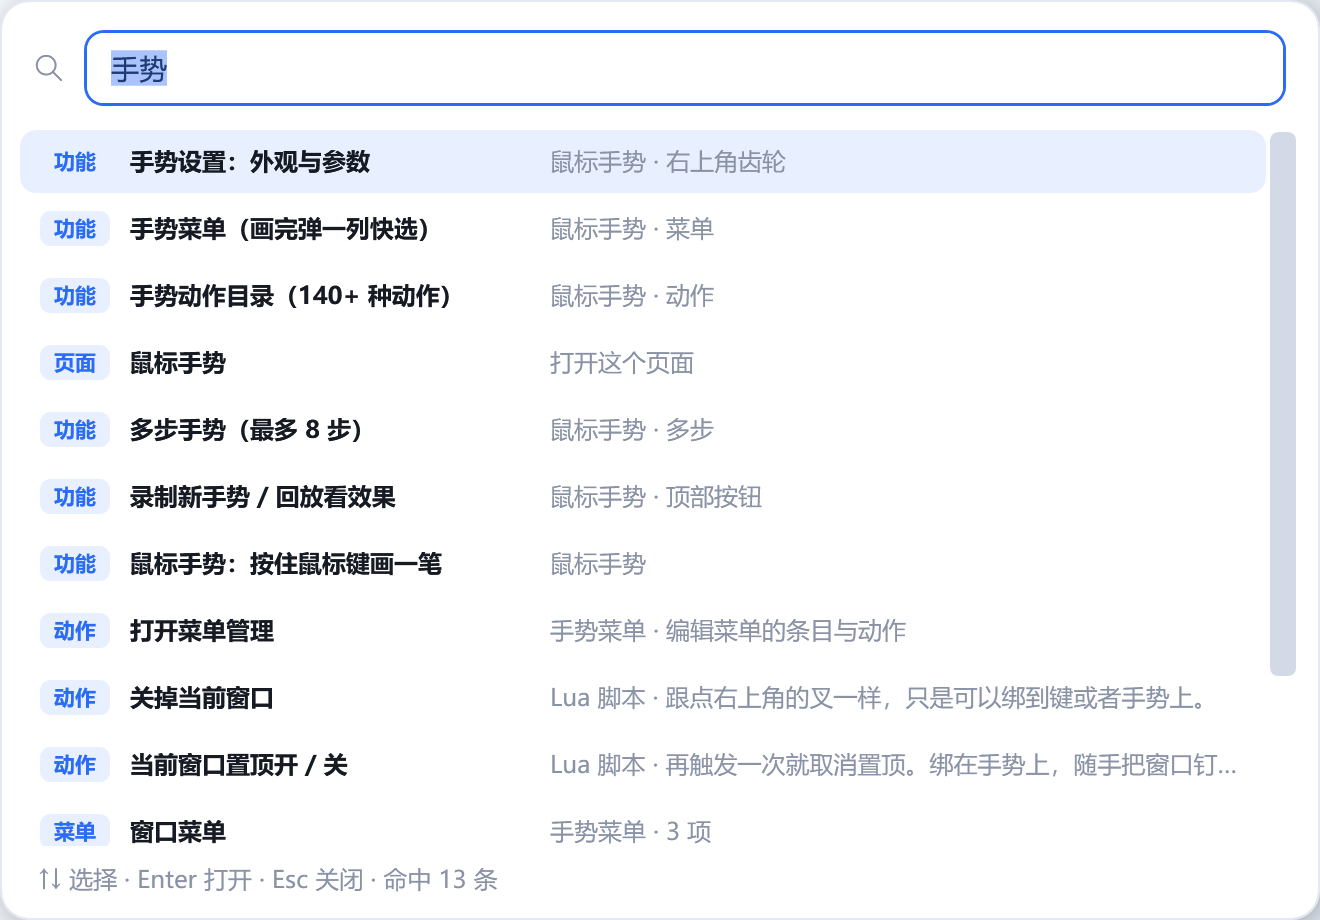 手势
功能 手势设置：外观与参数 鼠标手势 · 右上角齿轮
功能 手势菜单（画完弹一列快选） 鼠标手势 · 菜单
功能 手势动作目录（140+ 种动作） 鼠标手势 · 动作
页面 鼠标手势 打开这个页面
功能 多步手势（最多 8 步） 鼠标手势 · 多步
功能 录制新手势 / 回放看效果 鼠标手势 · 顶部按钮
功能 鼠标手势：按住鼠标键画一笔 鼠标手势
动作 打开菜单管理 手势菜单 · 编辑菜单的条目与动作
动作 关掉当前窗口 Lua 脚本 · 跟点右上角的叉一样，只是可以绑到键或者手势上。
动作 当前窗口置顶开 / 关 Lua 脚本 · 再触发一次就取消置顶。绑在手势上，随手把窗口钉...
菜单 窗口菜单 手势菜单 · 3 项
↑↓ 选择 · Enter 打开 · Esc 关闭 · 命中 13 条